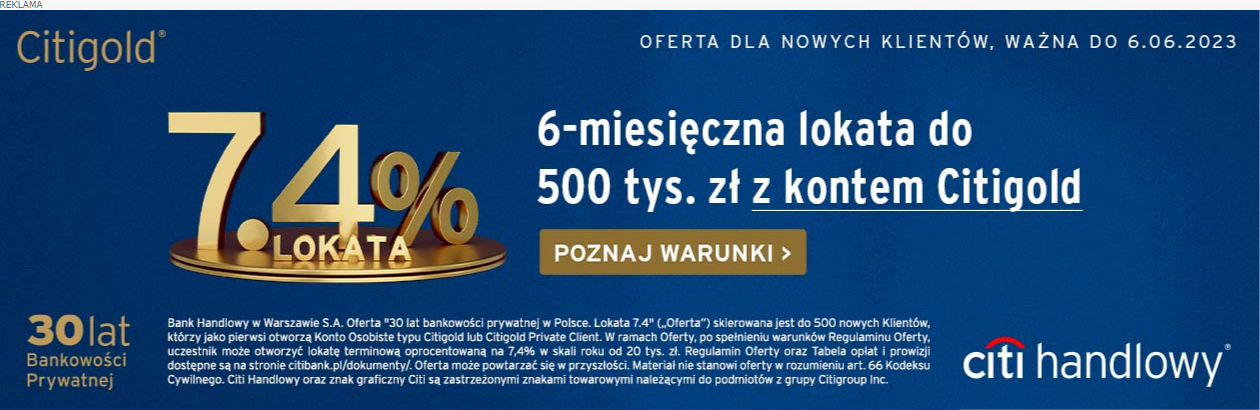 REKLAMA
Citigold®
OFERTA DLA NOWYCH KLIENTÓW, WAŻNA DO 6.06.2023
7.4%
LOKATA
6-miesięczna lokata do
500 tys. zł z kontem Citigold
POZNAJ WARUNKI >
30 lat
Bankowości
Prywatnej
Bank Handlowy w Warszawie S.A. Oferta "30 lat bankowości prywatnej w Polsce. Lokata 7.4" („Oferta”) skierowana jest do 500 nowych Klientów,
którzy jako pierwsi otworzą Konto Osobiste typu Citigold lub Citigold Private Client. W ramach Oferty, po spełnieniu warunków Regulaminu Oferty,
uczestnik może otworzyć lokatę terminową oprocentowaną na 7,4% w skali roku od 20 tys. zł. Regulamin Oferty oraz Tabela opłat i prowizji
dostępne są na stronie citibank.pl/dokumenty/. Oferta może powtarzać się w przyszłości. Materiał nie stanowi oferty w rozumieniu art. 66 Kodeksu
Cywilnego. Citi Handlowy oraz znak graficzny Citi są zastrzeżonymi znakami towarowymi należącymi do podmiotów z grupy Citigroup Inc.
citi handlowy®